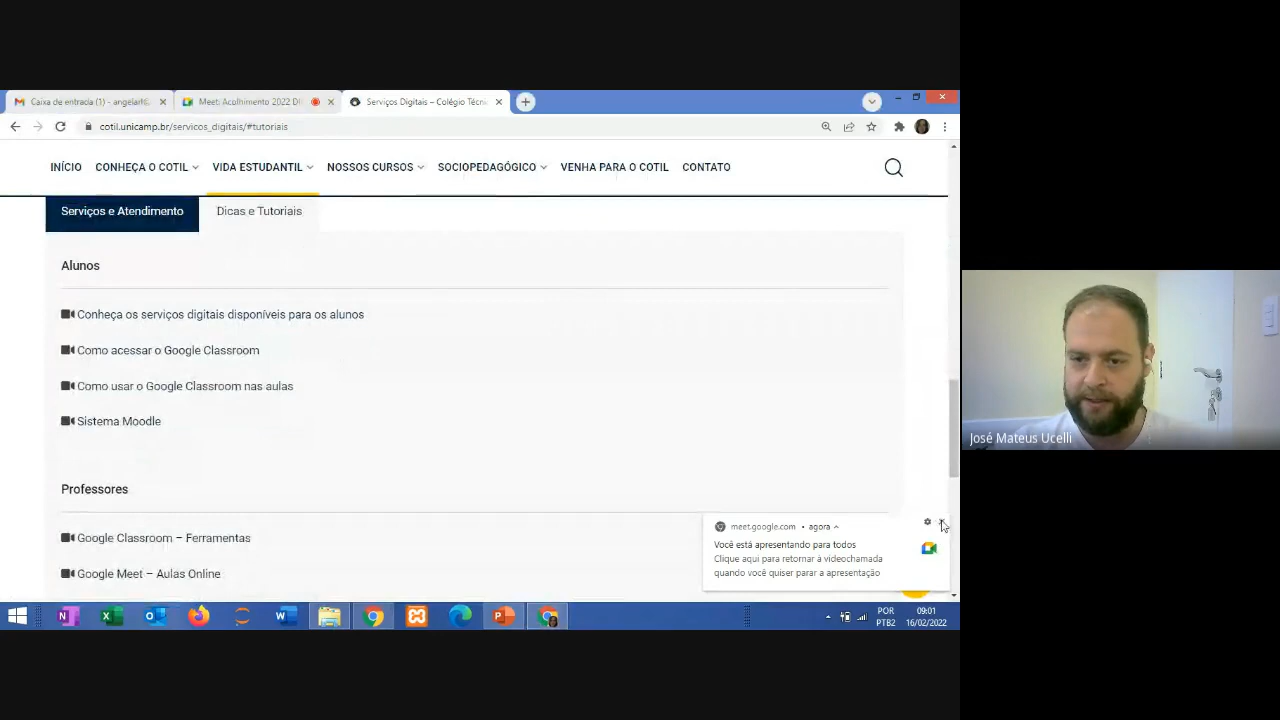 Caixa de entrada (1) - angelarf@
Meet: Acolhimento 2022 D
Serviços Digitais – Colégio Técni
cotil.unicamp.br/servicos_digitais/#tutoriais
INÍCIO CONHEÇA O COTIL VIDA ESTUDANTIL NOSSOS CURSOS SOCIOPEDAGÓGICO VENHA PARA O COTIL CONTATO
Serviços e Atendimento Dicas e Tutoriais
Alunos
Conheça os serviços digitais disponíveis para os alunos
Como acessar o Google Classroom
Como usar o Google Classroom nas aulas
Sistema Moodle
Professores
Google Classroom – Ferramentas
Google Meet – Aulas Online
meet.google.com • agora
Você está apresentando para todos
Clique aqui para retornar à videochamada
quando você quiser parar a apresentação
POR
PTB2
09:01
16/02/2022
José Mateus Ucelli